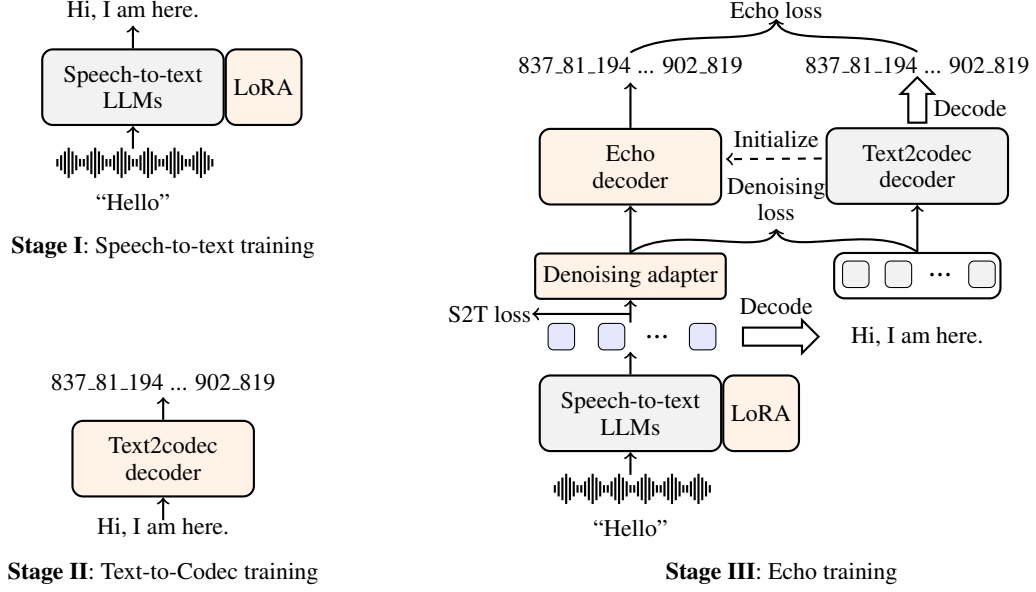 Hi, I am here.
Speech-to-text
LLMs
LoRA
“Hello”
Stage I: Speech-to-text training
837_81_194 ... 902_819
Text2codec
decoder
Hi, I am here.
Stage II: Text-to-Codec training
Echo loss
837_81_194 ... 902_819
837_81_194 ... 902_819
Decode
Echo
decoder
Initialize
Text2codec
decoder
Denoising
loss
Denoising adapter
...
S2T loss
...
Decode
Hi, I am here.
Speech-to-text
LLMs
LoRA
“Hello”
Stage III: Echo training